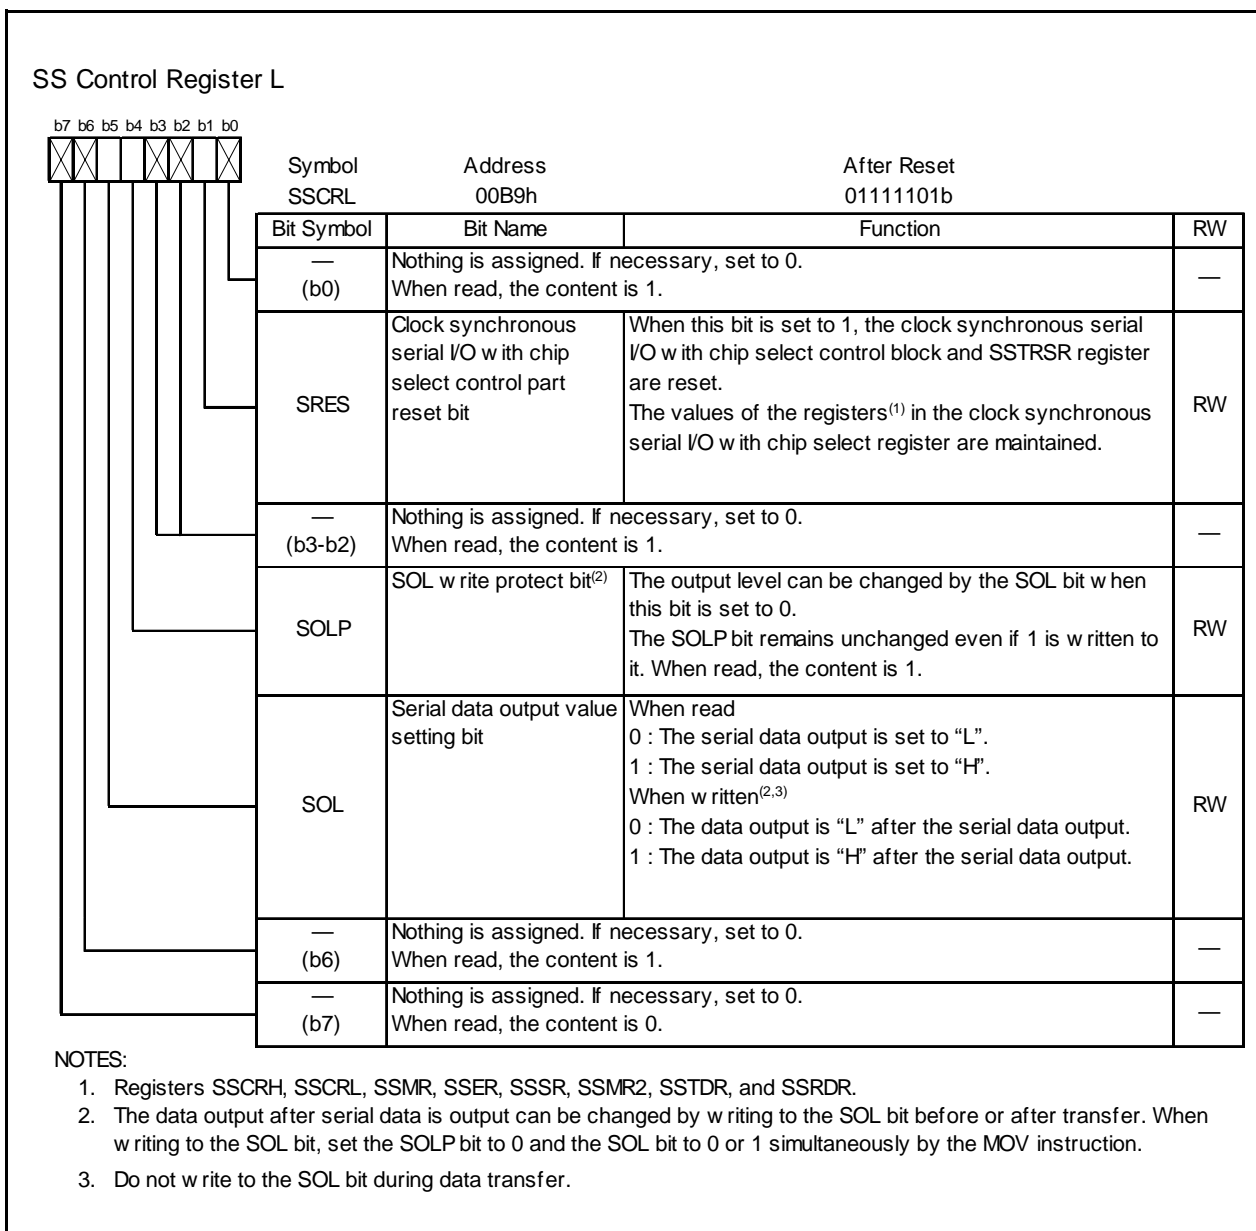 SS Control Register L
b7 b6 b5 b4 b3 b2 b1 b0
Symbol Address After Reset
SSCRL 00B9h 01111101b
Bit Symbol Bit Name Function RW
— (b0)
Nothing is assigned. If necessary, set to 0.
When read, the content is 1.
—
SRES
Clock synchronous
serial I/O with chip
select control part
reset bit
When this bit is set to 1, the clock synchronous serial
I/O with chip select control block and SSTRSR register
are reset.
The values of the registers(1) in the clock synchronous
serial I/O with chip select register are maintained.
RW
— (b3-b2)
Nothing is assigned. If necessary, set to 0.
When read, the content is 1.
—
SOLP
SOL write protect bit(2)
The output level can be changed by the SOL bit when
this bit is set to 0.
The SOLP bit remains unchanged even if 1 is written to
it. When read, the content is 1.
RW
SOL
Serial data output value
setting bit
When read
0 : The serial data output is set to “L”.
1 : The serial data output is set to “H”.
When written(2,3)
0 : The data output is “L” after the serial data output.
1 : The data output is “H” after the serial data output.
RW
— (b6)
Nothing is assigned. If necessary, set to 0.
When read, the content is 1.
—
— (b7)
Nothing is assigned. If necessary, set to 0.
When read, the content is 0.
—
NOTES:
1. Registers SSCRH, SSCRL, SSMR, SSER, SSSR, SSMR2, SSTDR, and SSRDR.
2. The data output after serial data is output can be changed by writing to the SOL bit before or after transfer. When
writing to the SOL bit, set the SOLP bit to 0 and the SOL bit to 0 or 1 simultaneously by the MOV instruction.
3. Do not write to the SOL bit during data transfer.